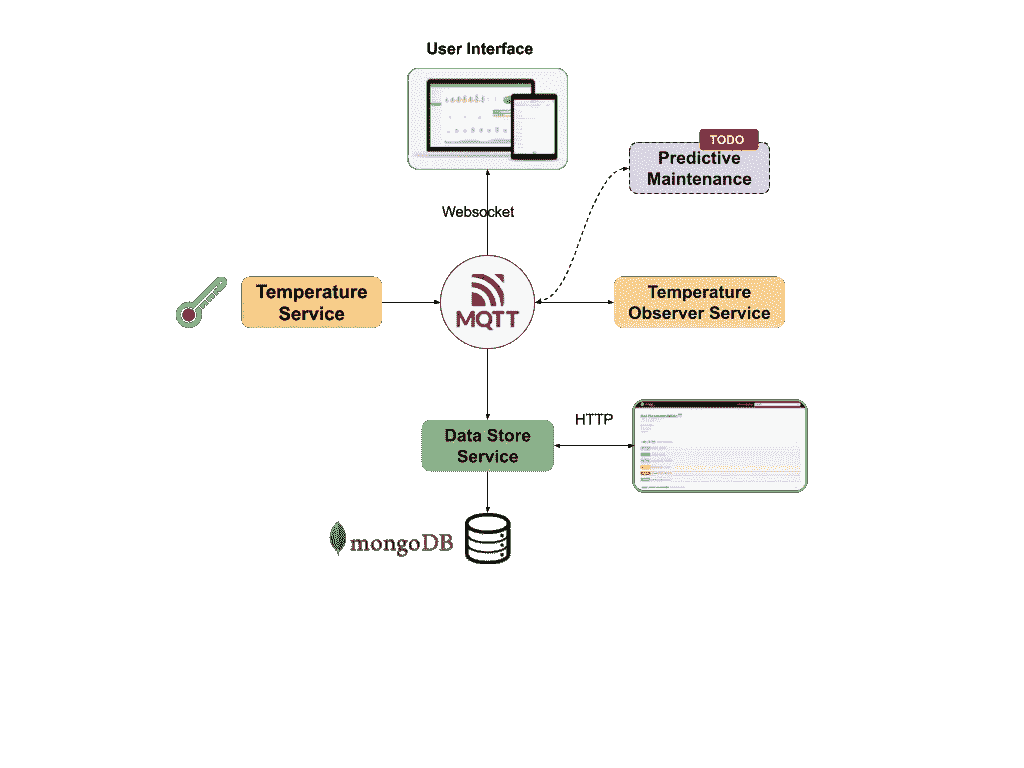 User Interface
TODO
Predictive
Maintenance
Websocket
Temperature
Service
MQTT
Temperature
Observer Service
Data Store
Service
HTTP
mongoDB